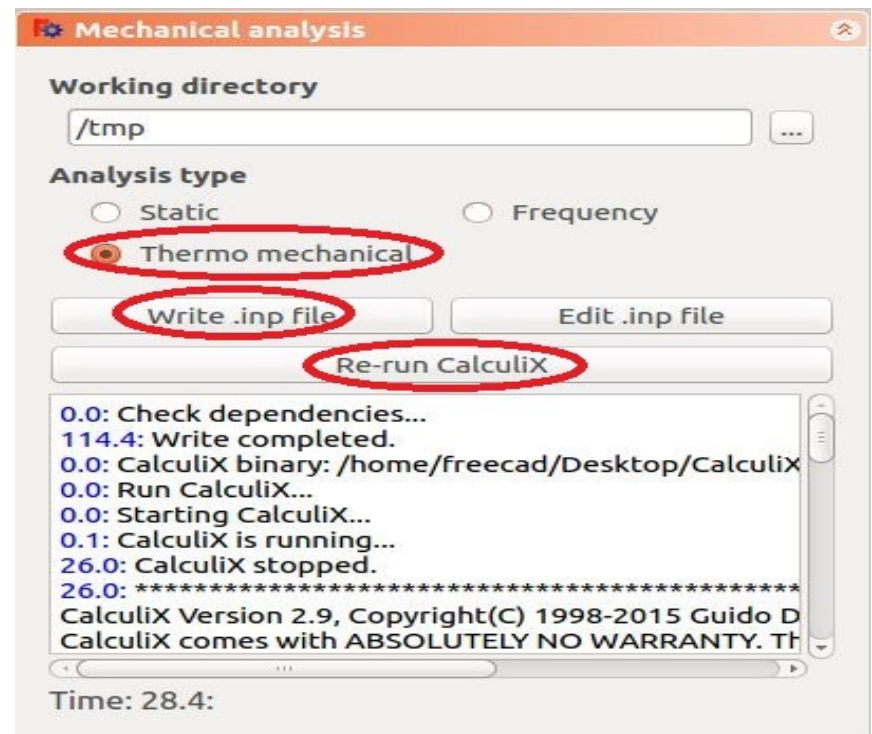 Mechanical analysis
Working directory
/tmp
...
Analysis type
Static
Frequency
Thermo mechanical
Write .inp file
Edit .inp file
Re-run CalculiX
0.0: Check dependencies...
114.4: Write completed.
0.0: CalculiX binary: /home/freecad/Desktop/CalculiX
0.0: Run CalculiX...
0.0: Starting CalculiX...
0.1: CalculiX is running...
26.0: CalculiX stopped.
26.0: **********************************************
CalculiX Version 2.9, Copyright(C) 1998-2015 Guido D
CalculiX comes with ABSOLUTELY NO WARRANTY. Th
Time: 28.4: